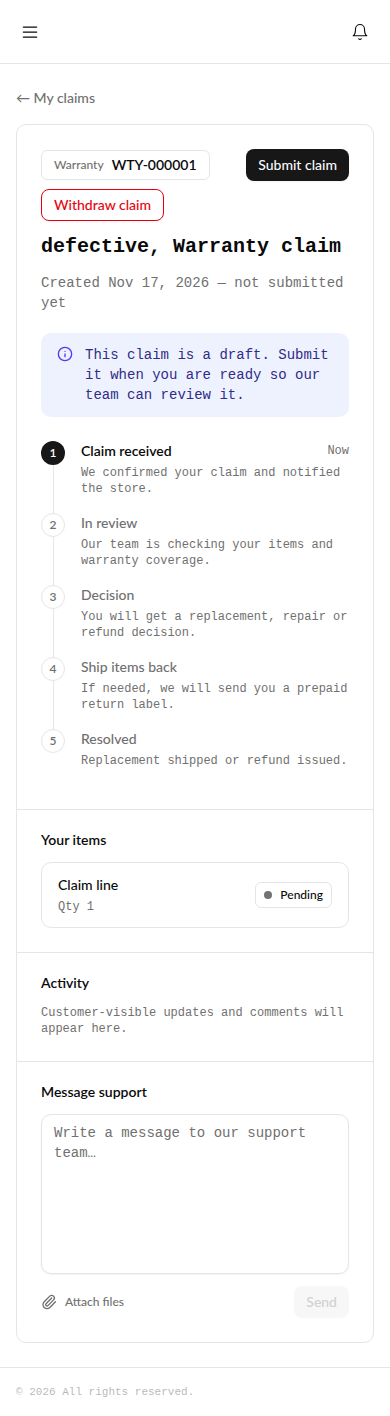 ← My claims
Warranty WTY-000001
Submit claim
Withdraw claim
defective, Warranty claim
Created Nov 17, 2026 — not submitted
yet
This claim is a draft. Submit
it when you are ready so our
team can review it.
1 Claim received Now
We confirmed your claim and notified
the store.
2 In review
Our team is checking your items and
warranty coverage.
3 Decision
You will get a replacement, repair or
refund decision.
4 Ship items back
If needed, we will send you a prepaid
return label.
5 Resolved
Replacement shipped or refund issued.
Your items
Claim line
Qty 1
Pending
Activity
Customer-visible updates and comments will
appear here.
Message support
Write a message to our support
team…
Attach files
Send
© 2026 All rights reserved.